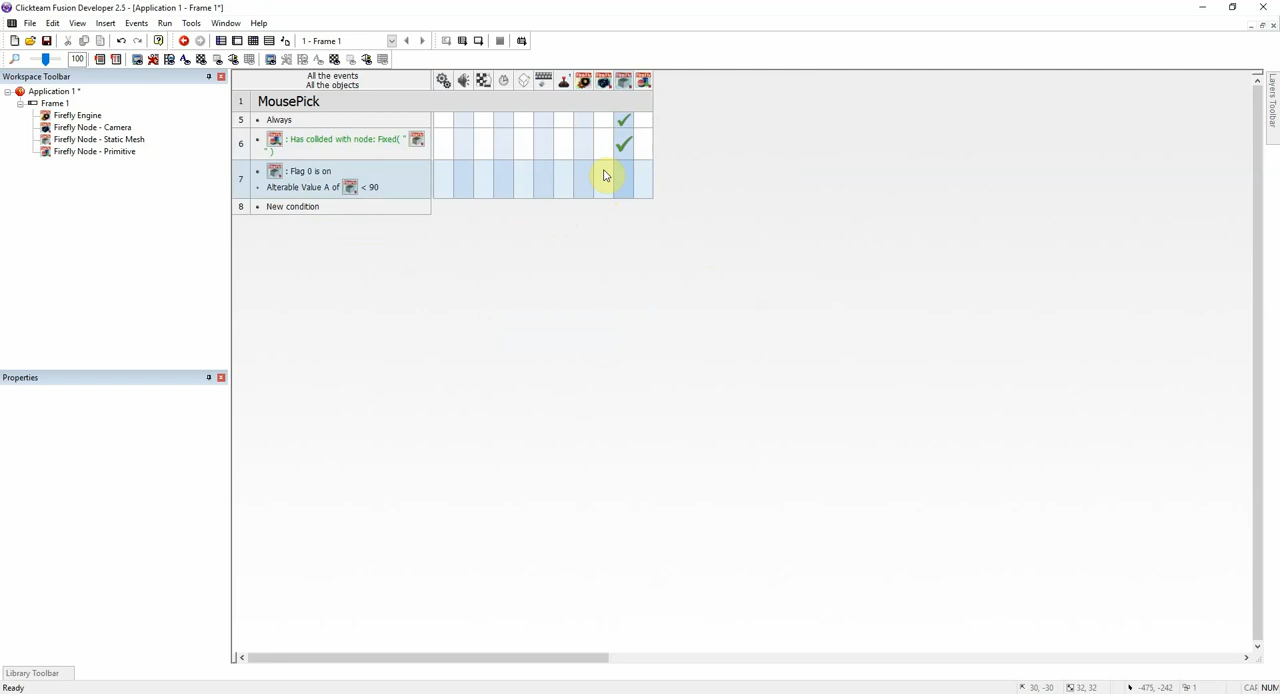 Clickteam Fusion Developer 2.5 - [Application 1 - Frame 1*]
File Edit View Insert Events Run Tools Window Help
1 - Frame 1
100
Workspace Toolbar
Application 1 *
Frame 1
Firefly Engine
Firefly Node - Camera
Firefly Node - Static Mesh
Firefly Node - Primitive
Properties
Library Toolbar
Ready
All the events
All the objects
1 MousePick
5 • Always
6 • : Has collided with node: Fixed( "
" )
7 • : Flag 0 is on
• Alterable Value A of < 90
8 • New condition
Layers Toolbar
30, -30 32, 32 -475, -242 1 CAP NUM